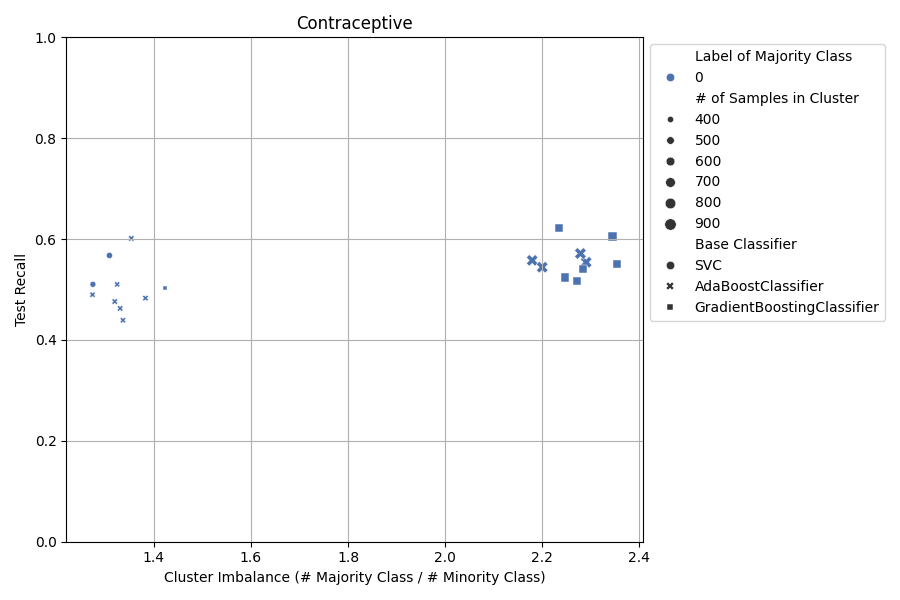 Contraceptive
1.0
0.8
0.6
0.4
0.2
0.0
Test Recall
1.4
1.6
1.8
2.0
2.2
2.4
Cluster Imbalance (# Majority Class / # Minority Class)
Label of Majority Class
0
# of Samples in Cluster
400
500
600
700
800
900
Base Classifier
SVC
AdaBoostClassifier
GradientBoostingClassifier